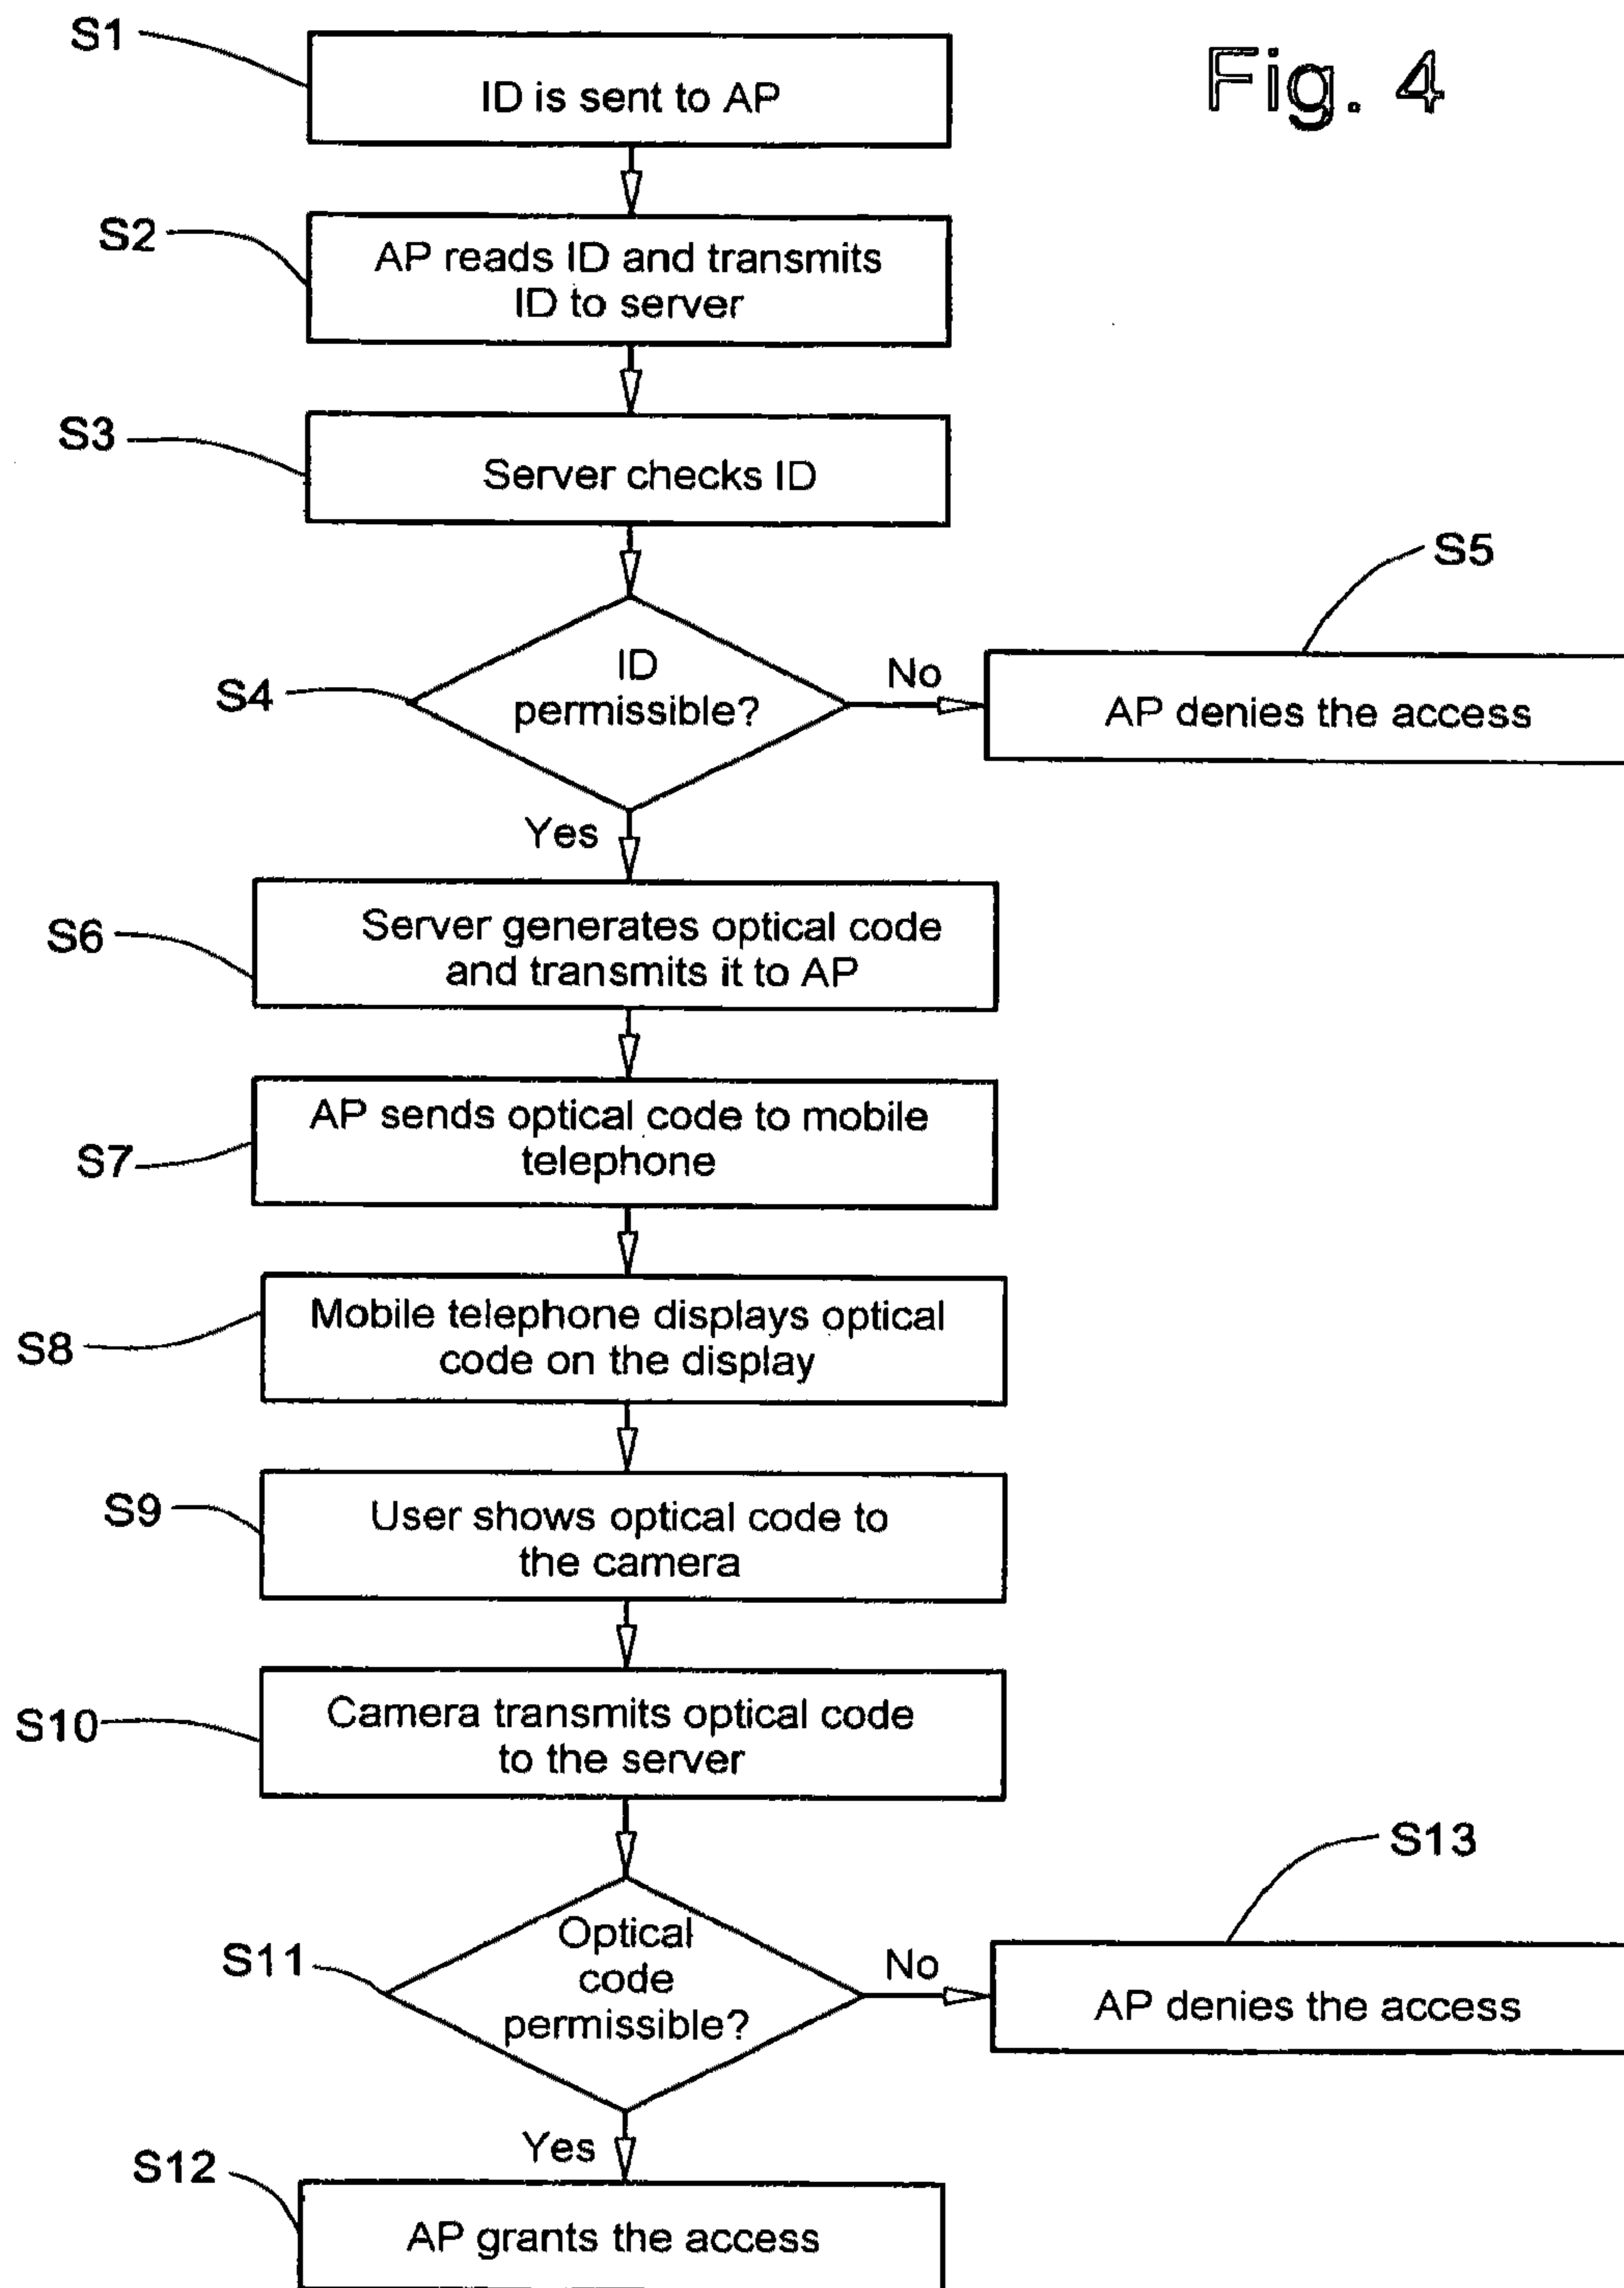 Fig. 4
S1
ID is sent to AP
S2
AP reads ID and transmits
ID to server
S3
Server checks ID
S4
ID
permissible?
No
S5
AP denies the access
Yes
S6
Server generates optical code
and transmits it to AP
S7
AP sends optical code to mobile
telephone
S8
Mobile telephone displays optical
code on the display
S9
User shows optical code to
the camera
S10
Camera transmits optical code
to the server
S11
Optical
code
permissible?
No
S13
AP denies the access
Yes
S12
AP grants the access